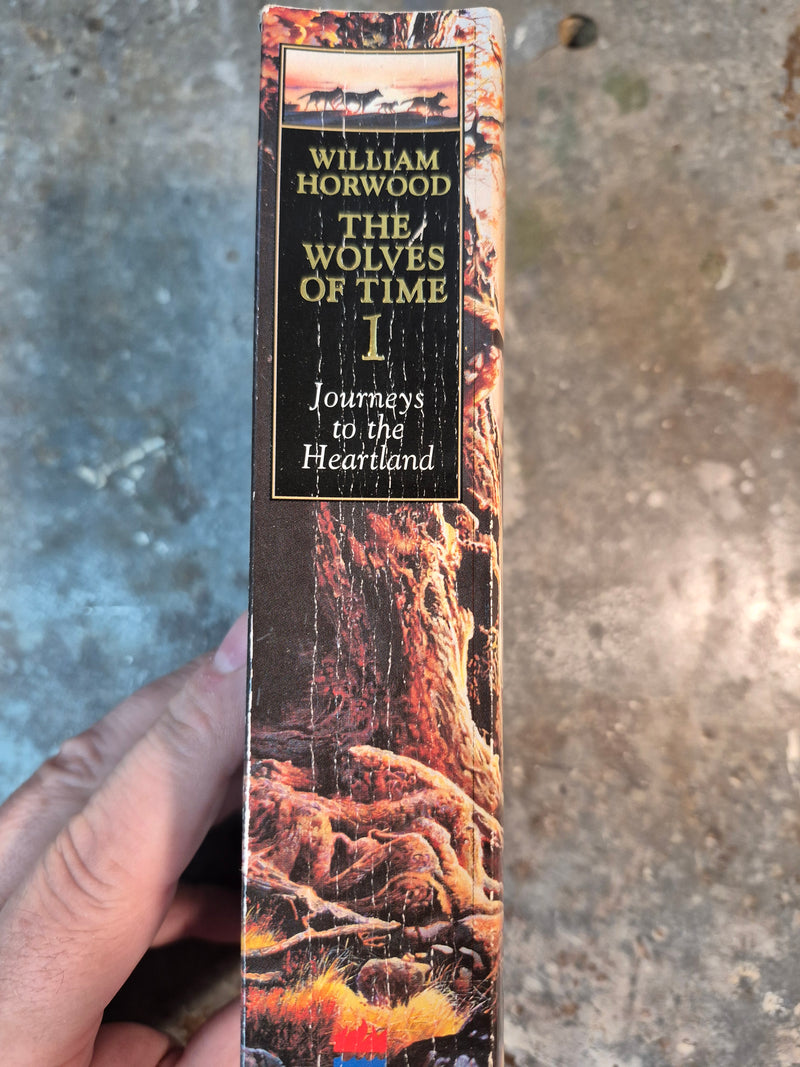 WILLIAM
HORWOOD
THE
WOLVES
OF TIME
1
Journeys
to the
Heartland